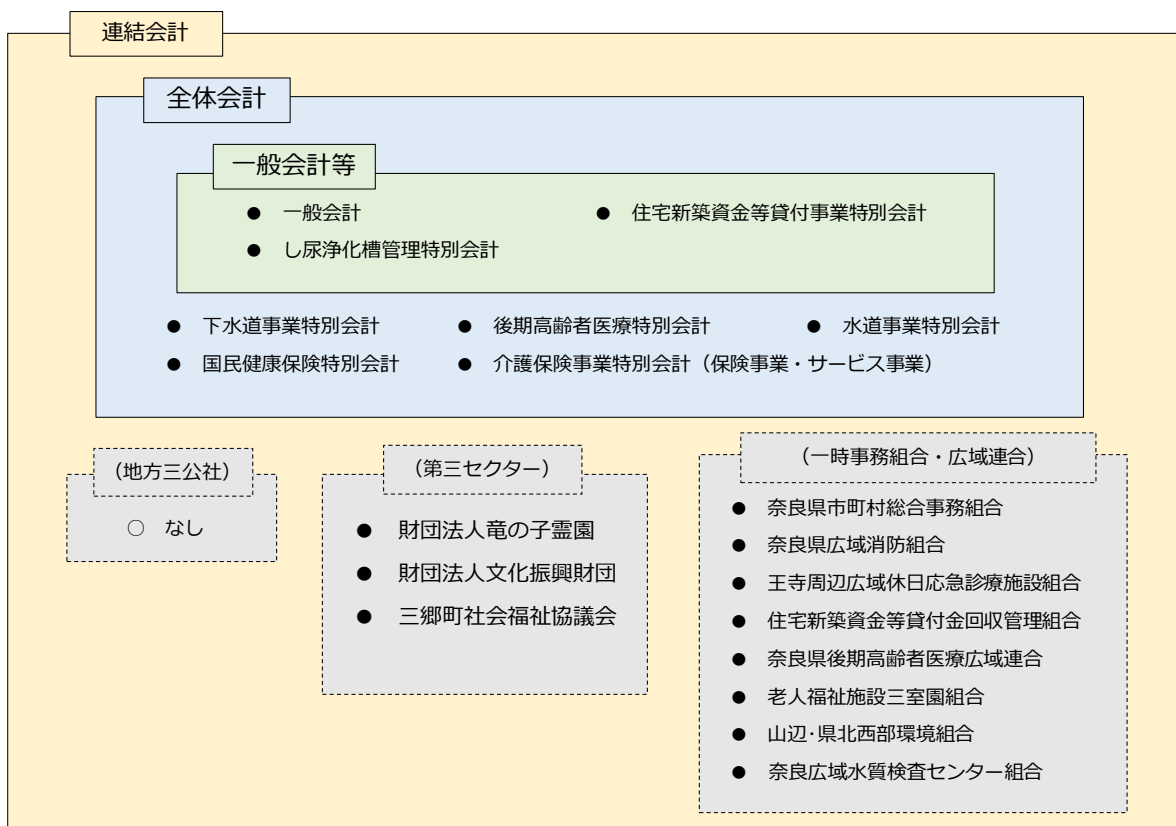 連結会計
全体会計
一般会計等
● 一般会計
● 住宅新築資金等貸付事業特別会計
● し尿浄化槽管理特別会計
● 下水道事業特別会計
● 後期高齢者医療特別会計
● 水道事業特別会計
● 国民健康保険特別会計
● 介護保険事業特別会計（保険事業・サービス事業）
（地方三公社）
○ なし
（第三セクター）
● 財団法人竜の子霊園
● 財団法人文化振興財団
● 三郷町社会福祉協議会
（一時事務組合・広域連合）
● 奈良県市町村総合事務組合
● 奈良県広域消防組合
● 王寺周辺広域休日応急診療施設組合
● 住宅新築資金等貸付金回収管理組合
● 奈良県後期高齢者医療広域連合
● 老人福祉施設三室園組合
● 山辺･県北西部環境組合
● 奈良広域水質検査センター組合